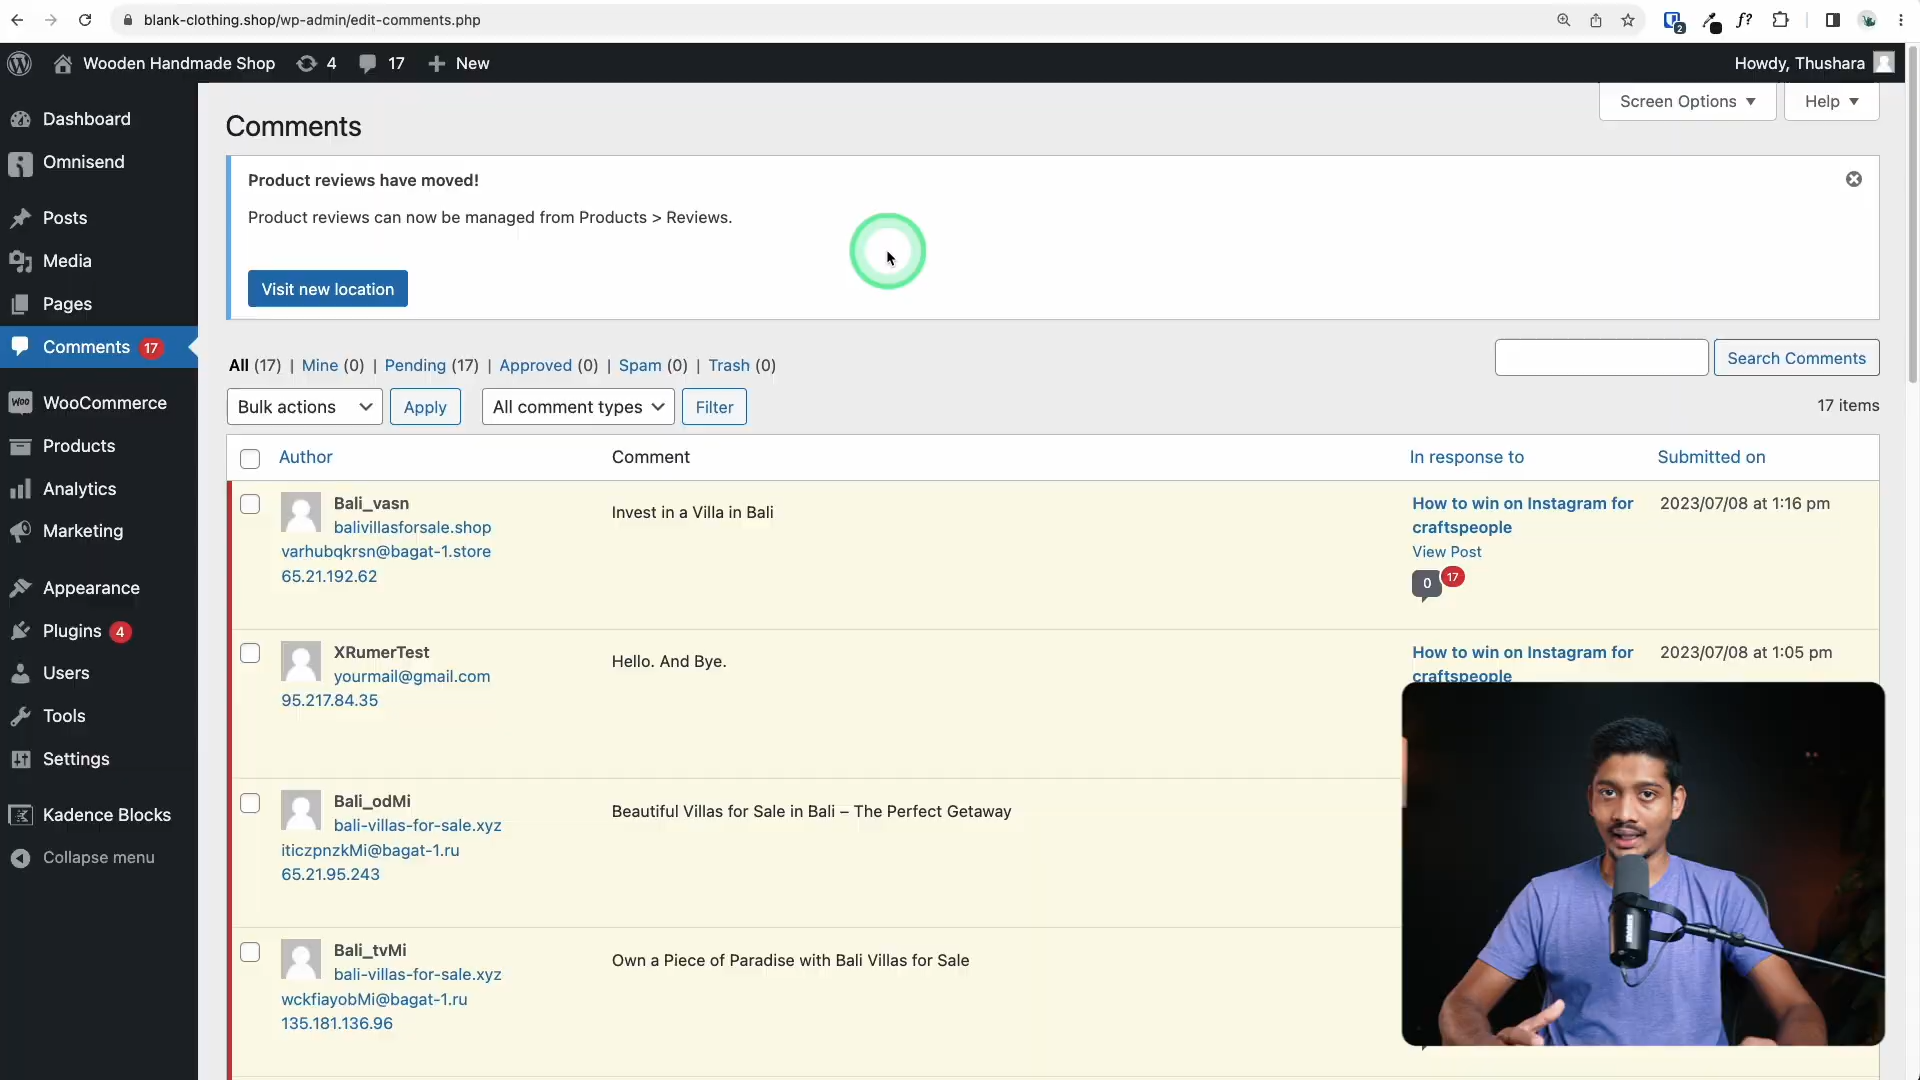 blank-clothing.shop/wp-admin/edit-comments.php
2
f?
Wooden Handmade Shop
4
17
New
Howdy, Thushara
Dashboard
Omnisend
Posts
Media
Pages
Comments 17
WooCommerce
Products
Analytics
Marketing
Appearance
Plugins 4
Users
Tools
Settings
Kadence Blocks
Collapse menu
Screen Options
Help
Comments
Product reviews have moved!
Product reviews can now be managed from Products > Reviews.
Visit new location
All (17) | Mine (0) | Pending (17) | Approved (0) | Spam (0) | Trash (0)
Search Comments
Bulk actions
Apply
All comment types
Filter
17 items
Author
Comment
In response to
Submitted on
Bali_vasn
balivillasforsale.shop
varhubqkrsn@bagat-1.store
65.21.192.62
Invest in a Villa in Bali
How to win on Instagram for
craftspeople
View Post
0
17
2023/07/08 at 1:16 pm
XRumerTest
yourmail@gmail.com
95.217.84.35
Hello. And Bye.
How to win on Instagram for
craftspeople
2023/07/08 at 1:05 pm
Bali_odMi
bali-villas-for-sale.xyz
iticzpnzkMi@bagat-1.ru
65.21.95.243
Beautiful Villas for Sale in Bali – The Perfect Getaway
Bali_tvMi
bali-villas-for-sale.xyz
wckfiayobMi@bagat-1.ru
135.181.136.96
Own a Piece of Paradise with Bali Villas for Sale